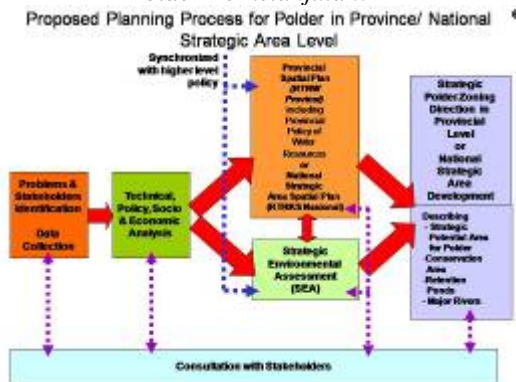 Proposed Planning Process for Polder in Province/ National
Strategic Area Level
Synchronized
with higher level
policy
Problems &
Stakeholders
Identification
Data
Collection
Technical,
Policy, Socio
& Economic
Analysis
Provincial
Spatial Plan
Province)
including
Provincial
Policy of
Water
Resources
or
National
Strategic
Area Spatial Plan
Nasional)
Strategic
Environmental
Assessment
(SEA)
Strategic
Polder Zoning
Direction in
Provincial
Level
or
National
Strategic
Area
Development
Describing
- Strategic
Potential Area
for Polder
-Conservation
Area
-Retention
Ponds
- Major Rivers
Consultation with Stakeholders